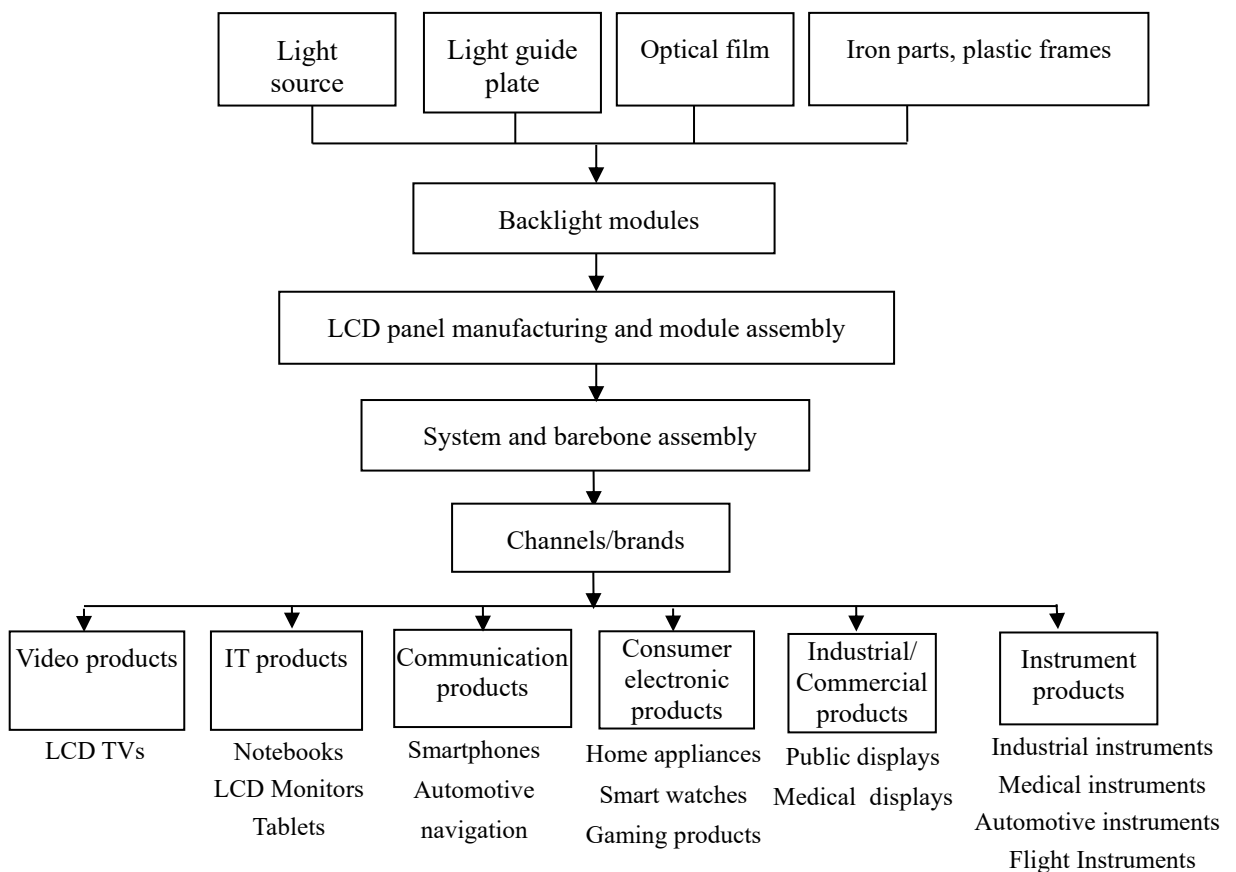 Light
source
Light guide
plate
Optical film
Iron parts, plastic frames
Backlight modules
LCD panel manufacturing and module assembly
System and barebone assembly
Channels/brands
Video products
LCD TVs
IT products
Notebooks
LCD Monitors
Tablets
Communication
products
Smartphones
Automotive
navigation
Consumer
electronic
products
Home appliances
Smart watches
Gaming products
Industrial/
Commercial
products
Public displays
Medical displays
Instrument
products
Industrial instruments
Medical instruments
Automotive instruments
Flight Instruments